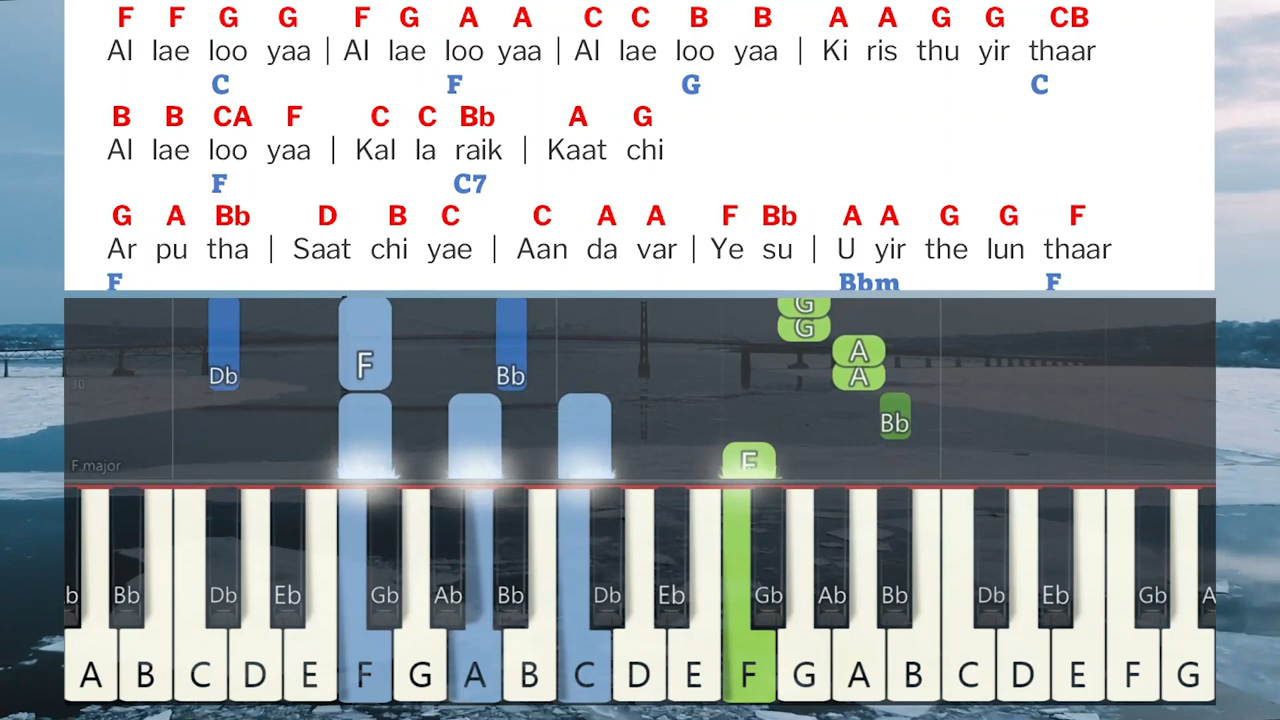 F F G G F G A A C C B B A A G G CB
Al lae loo yaa | Al lae loo yaa | Al lae loo yaa | Ki ris thu yir thaar
C F G C
B B CA F C C Bb A G
Al lae loo yaa | Kal la raik | Kaat chi
F C7
G A Bb D B C C A A F Bb A A G G F
Ar pu tha | Saat chi yae | Aan da var | Ye su | U yir the lun thaar
F Bbm F
G
G
A
F
Db Bb A
Bb
F major F
Bb Db Eb Gb Ab Bb Db Eb Gb Ab Bb Db Eb Gb
A B C D E F G A B C D E F G A B C D E F G